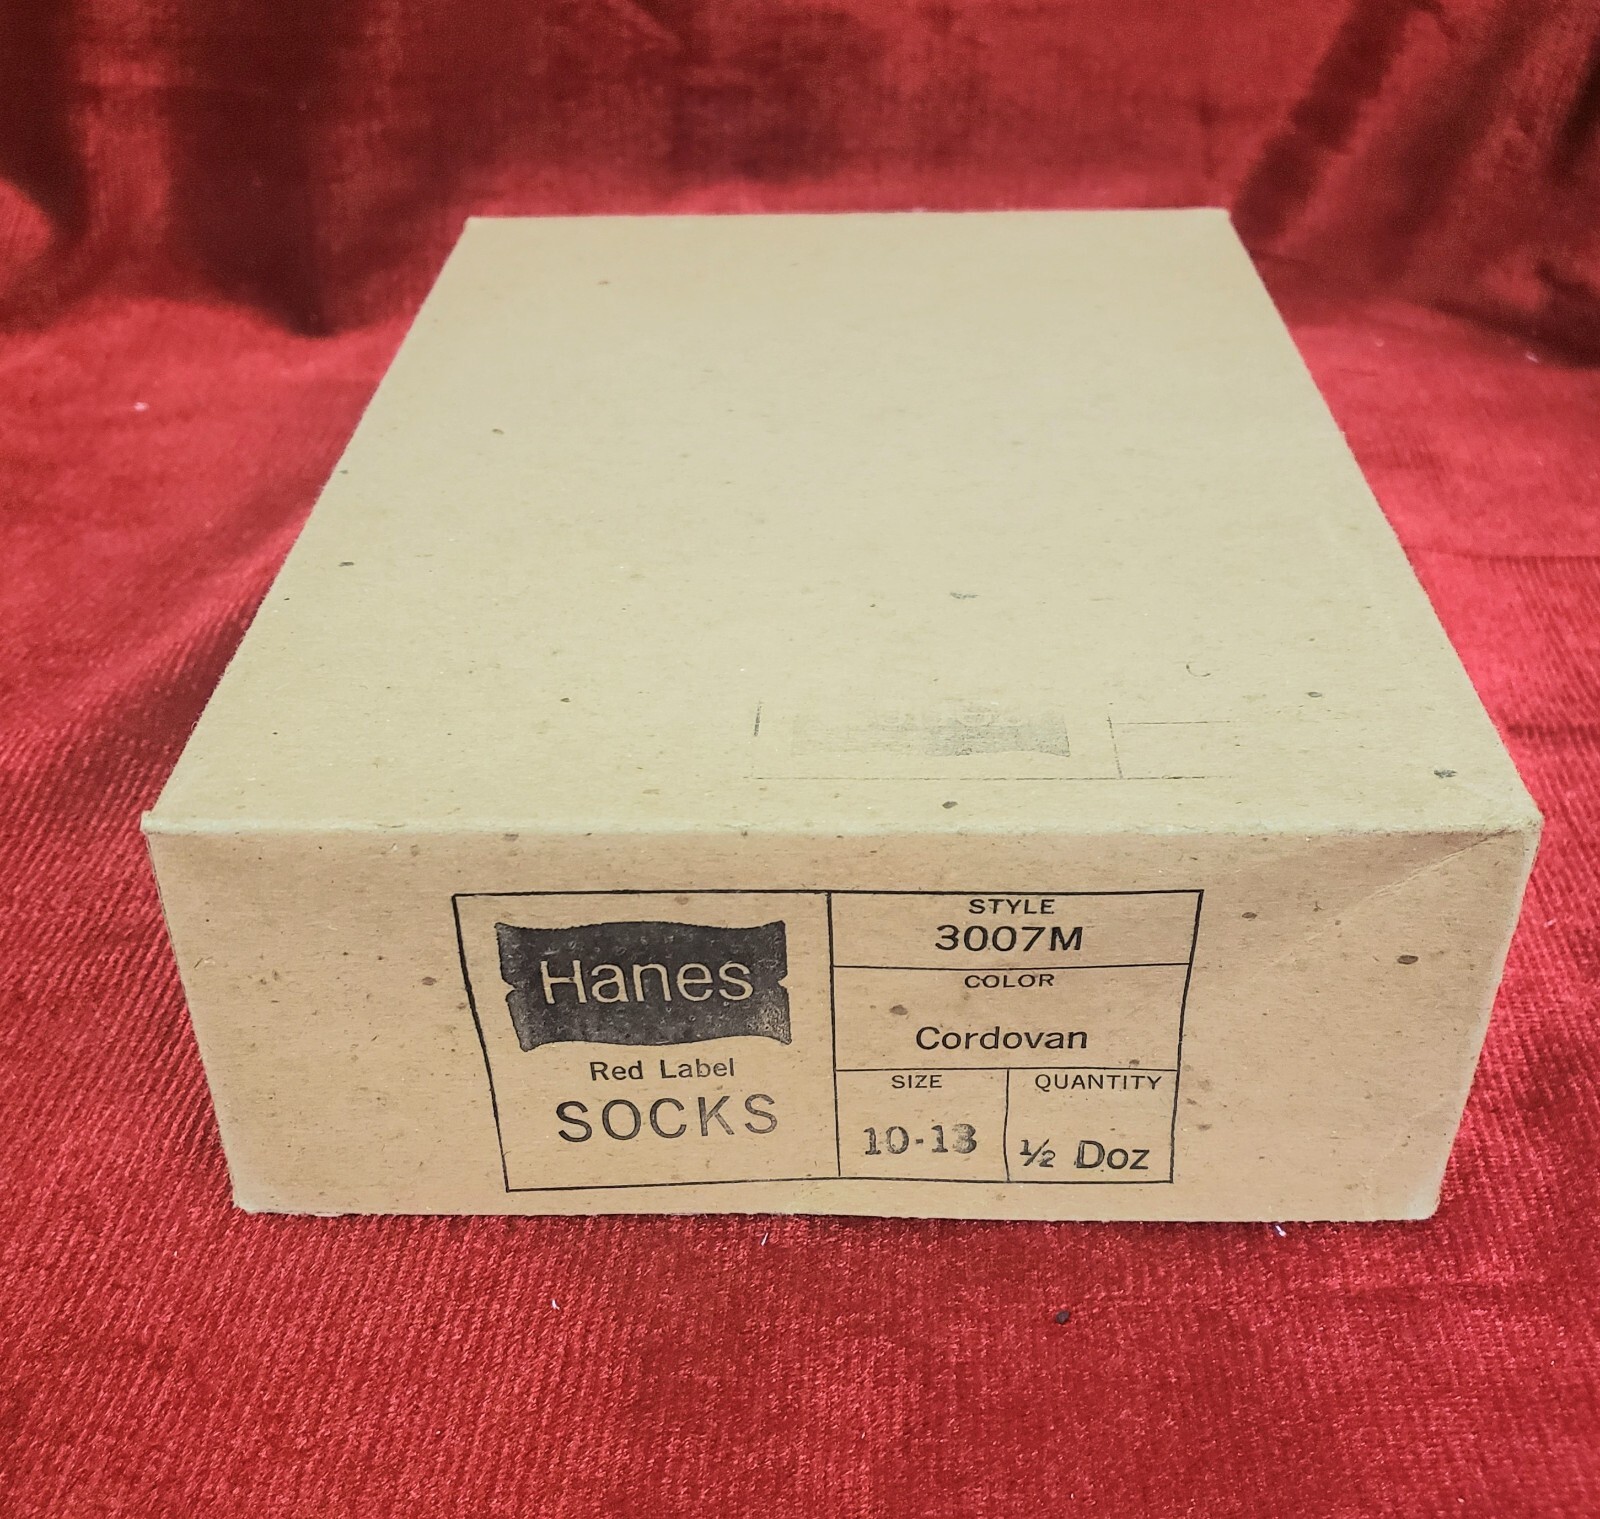 Hanes
Red Label
SOCKS
STYLE
3007M
COLOR
Cordovan
SIZE
10-13
QUANTITY
½ Doz